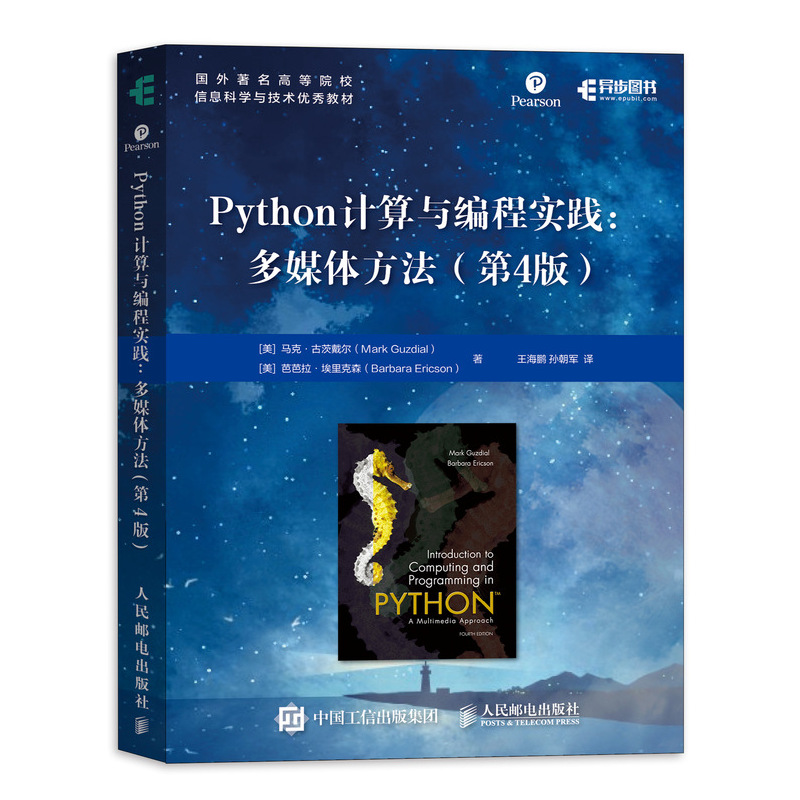 国外著名高等院校
信息科学与技术优秀教材
Pearson
异步图书
www.epubit.com
Python计算与编程实践:
多媒体方法(第4版)
[美] 马克·古茨戴尔(Mark Guzdial)
[美] 芭芭拉·埃里克森(Barbara Ericson)
著
王海鹏 孙朝军 译
Mark Guzdial
Barbara Ericson
Introduction to
Computing and
Programming in
PYTHON™
A Multimedia Approach
FOURTH EDITION
中国工信出版集团
人民邮电出版社
POSTS & TELECOM PRESS
Pearson
Python计算与编程实践:多媒体方法(第4版)
人民邮电出版社